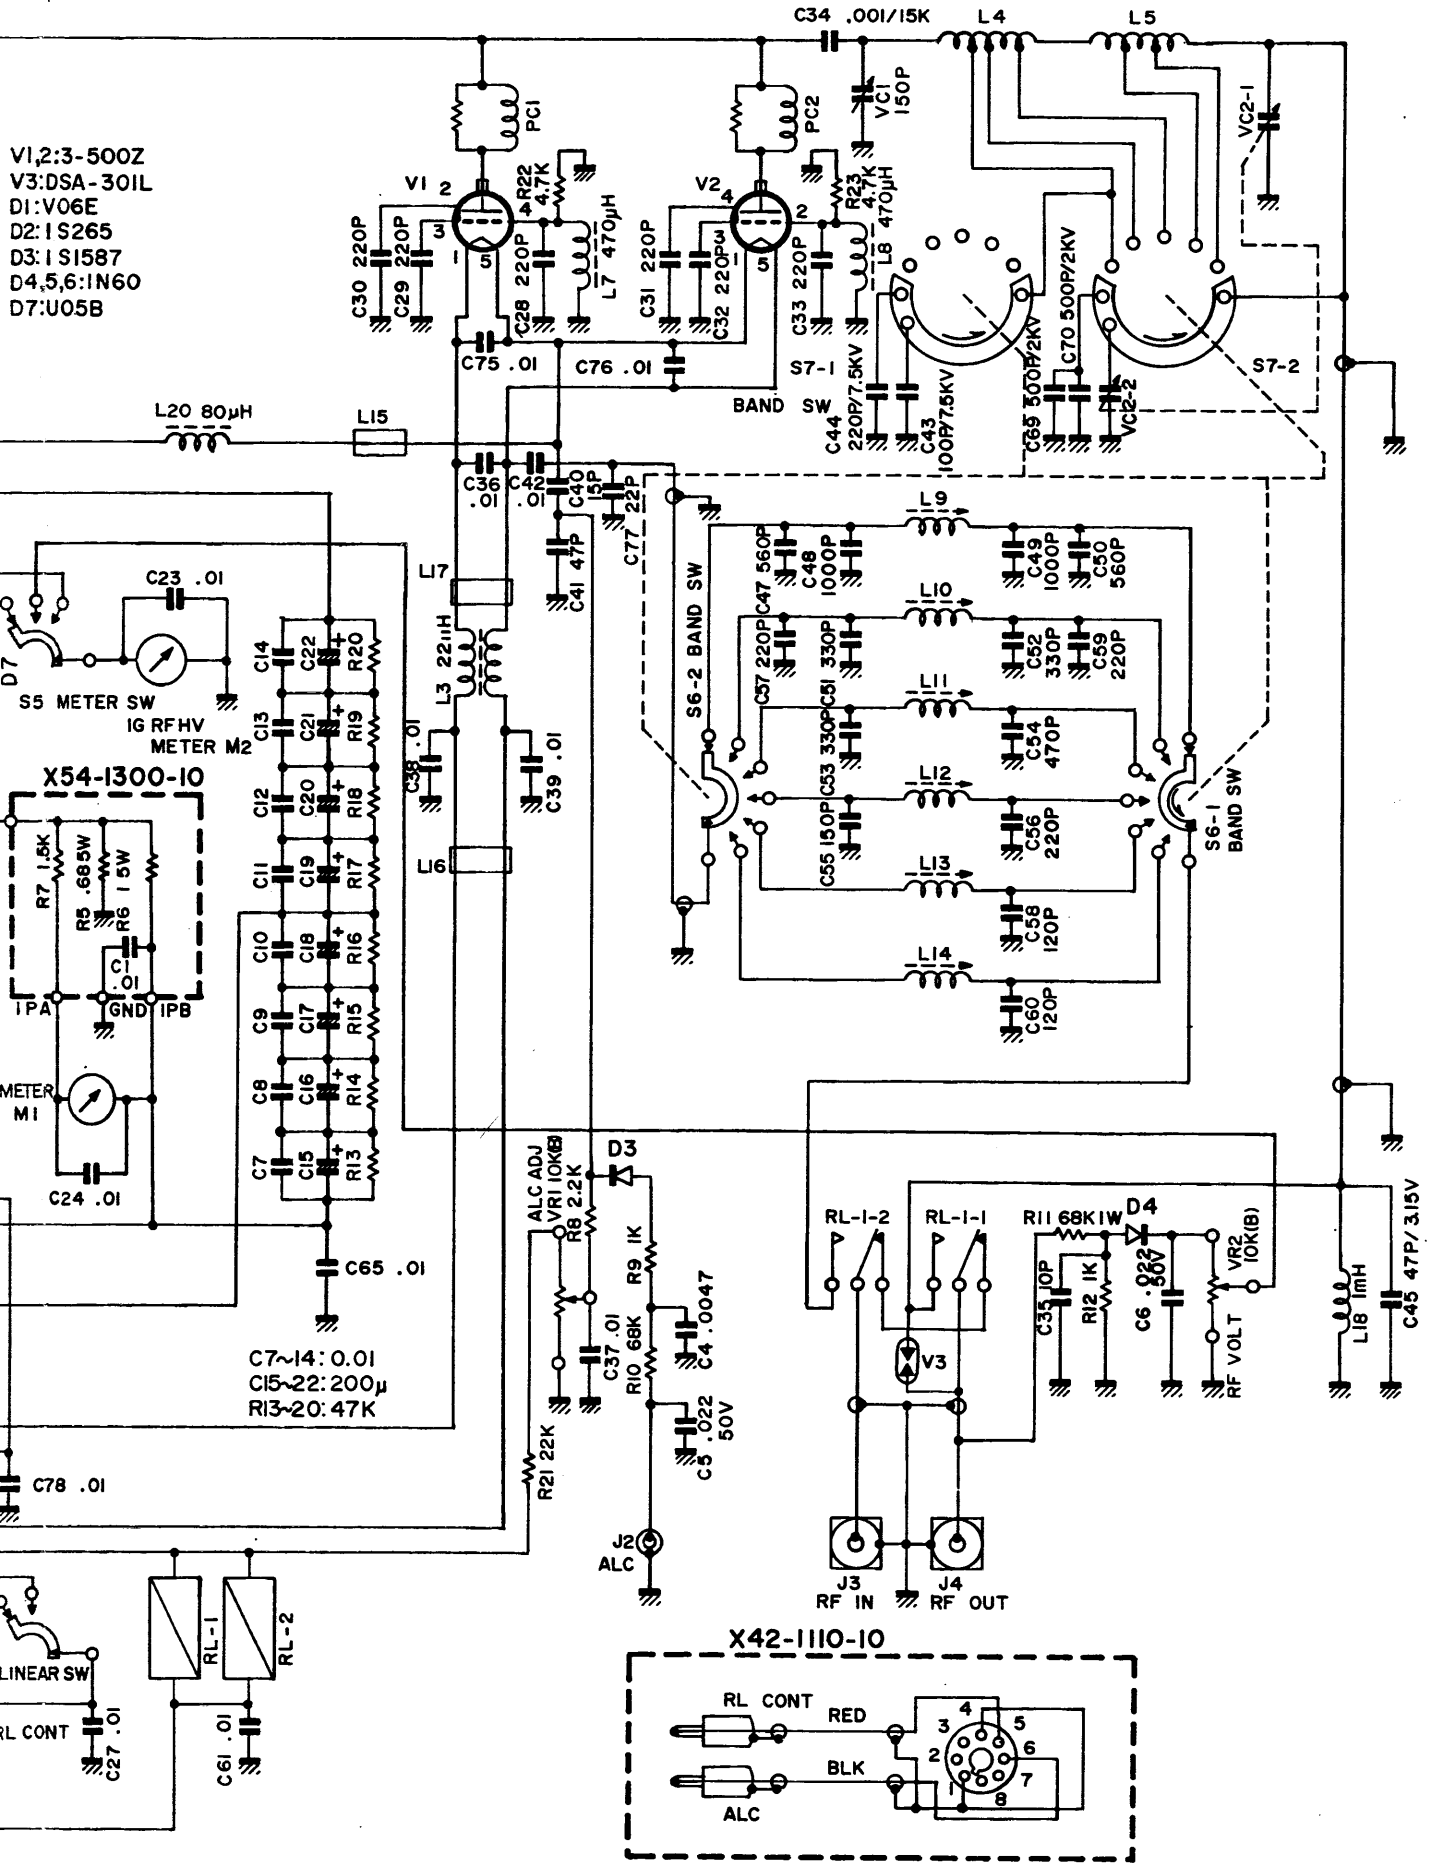 C34 .001/15K
L4
L5
PC1
PC2
VC1
150P
VC2-1
V1,2:3-500Z
V3:DSA-301L
D1:V06E
D2:1S265
D3:1S1587
D4,5,6:1N60
D7:U05B
V1
2
3
4
1
5
R22
4.7K
C30 220P
C29 220P
C28 220P
L7 470µH
V2
4
2
3
1
5
R23
4.7K
L8 470µH
C31 220P
C32 220P
C33 220P
C75 .01
C76 .01
S7-1
BAND SW
C44
220P/7.5KV
C43
100P/7.5KV
C69 500P/2KV
C70 500P/2KV
VC2-2
S7-2
L20 80µH
L15
C36
.01
C42
.01
C40
15P
C77 22P
C41 47P
L17
L3 22µH
C38 .01
C39 .01
L16
C23 .01
D7
S5 METER SW
IG RF HV
METER M2
X54-1300-10
R7 1.5K
R5 .68 5W
R6 1 5W
C1
.01
IPA
GND
IPB
METER
M1
C24 .01
C14
C22
+
R20
C13
C21
+
R19
C12
C20
+
R18
C11
C19
+
R17
C10
C18
+
R16
C9
C17
+
R15
C8
C16
+
R14
C7
C15
+
R13
C65 .01
C7~14:0.01
C15~22:200µ
R13~20:47K
C78 .01
S6-2 BAND SW
L9
C47 560P
C48
1000P
C49
1000P
C50
560P
L10
C57 220P
C51 330P
C52
330P
C59
220P
L11
C53 330P
C54
470P
L12
C55 150P
C56
220P
L13
C58
120P
L14
C60
120P
S6-1
BAND SW
ALC ADJ
VR1 10K(B)
R8 2.2K
D3
R9 1K
C4 .0047
C37 .01
R10 68K
C5 .022
50V
R21 22K
J2
ALC
RL-1-2
RL-1-1
V3
R11 68K 1W
D4
C35 10P
R12 1K
C6 .022
50V
VR2
10K(B)
RF VOLT
L18 1mH
C45 47P/3.15V
J3
RF IN
J4
RF OUT
LINEAR SW
RL CONT
C27 .01
RL-1
RL-2
C61 .01
X42-1110-10
RL CONT
RED
BLK
ALC
1
2
3
4
5
6
7
8